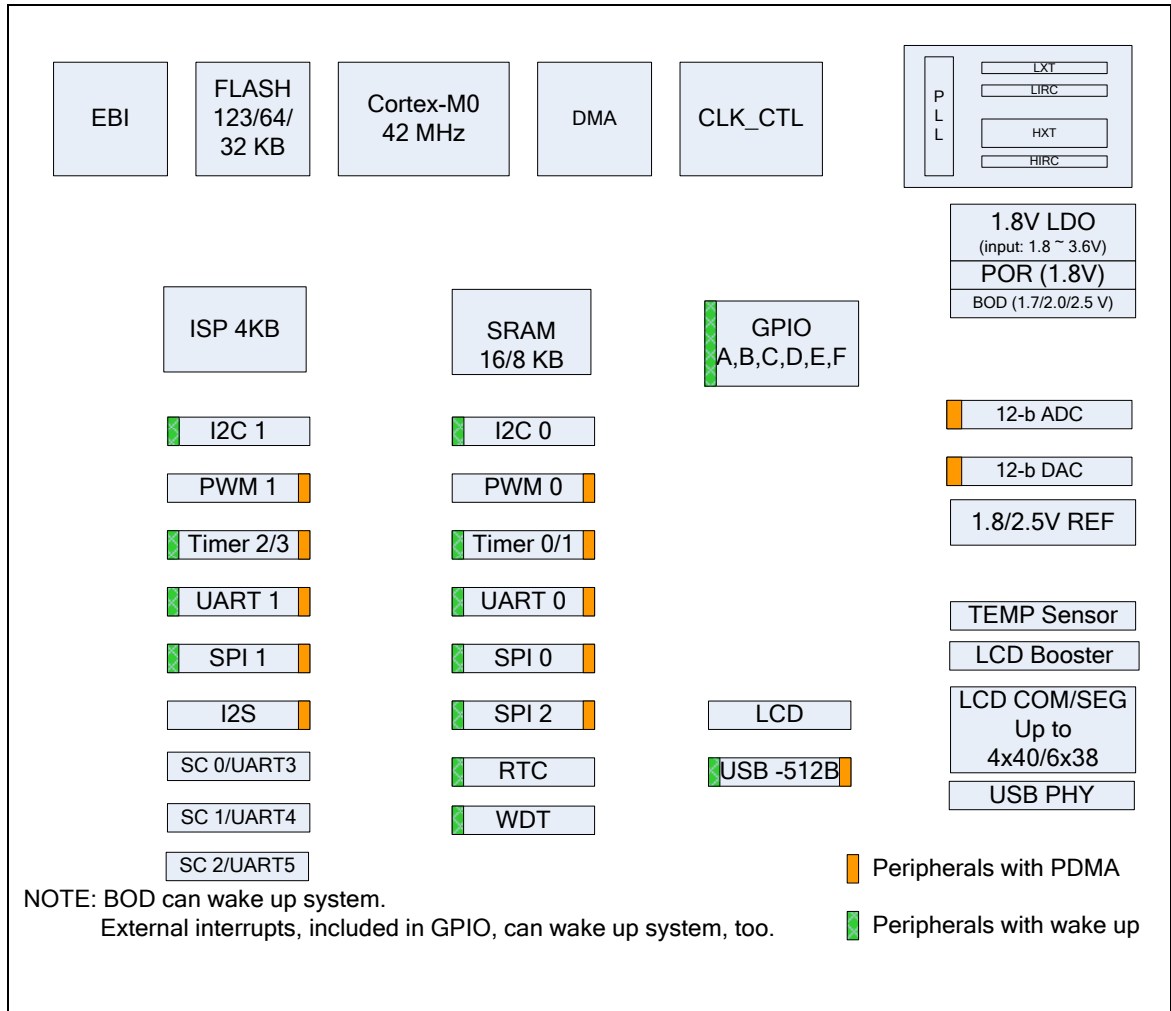 EBI
FLASH
123/64/
32 KB
Cortex-M0
42 MHz
DMA
CLK_CTL
P
L
L
LXT
LIRC
HXT
HIRC
1.8V LDO
(input: 1.8 ~ 3.6V)
POR (1.8V)
BOD (1.7/2.0/2.5 V)
ISP 4KB
SRAM
16/8 KB
GPIO
A,B,C,D,E,F
I2C 1
I2C 0
12-b ADC
PWM 1
PWM 0
12-b DAC
1.8/2.5V REF
Timer 2/3
Timer 0/1
UART 1
UART 0
TEMP Sensor
SPI 1
SPI 0
LCD Booster
I2S
SPI 2
LCD
LCD COM/SEG
Up to
4x40/6x38
SC 0/UART3
RTC
USB -512B
USB PHY
SC 1/UART4
WDT
SC 2/UART5
Peripherals with PDMA
NOTE: BOD can wake up system.
External interrupts, included in GPIO, can wake up system, too.
Peripherals with wake up